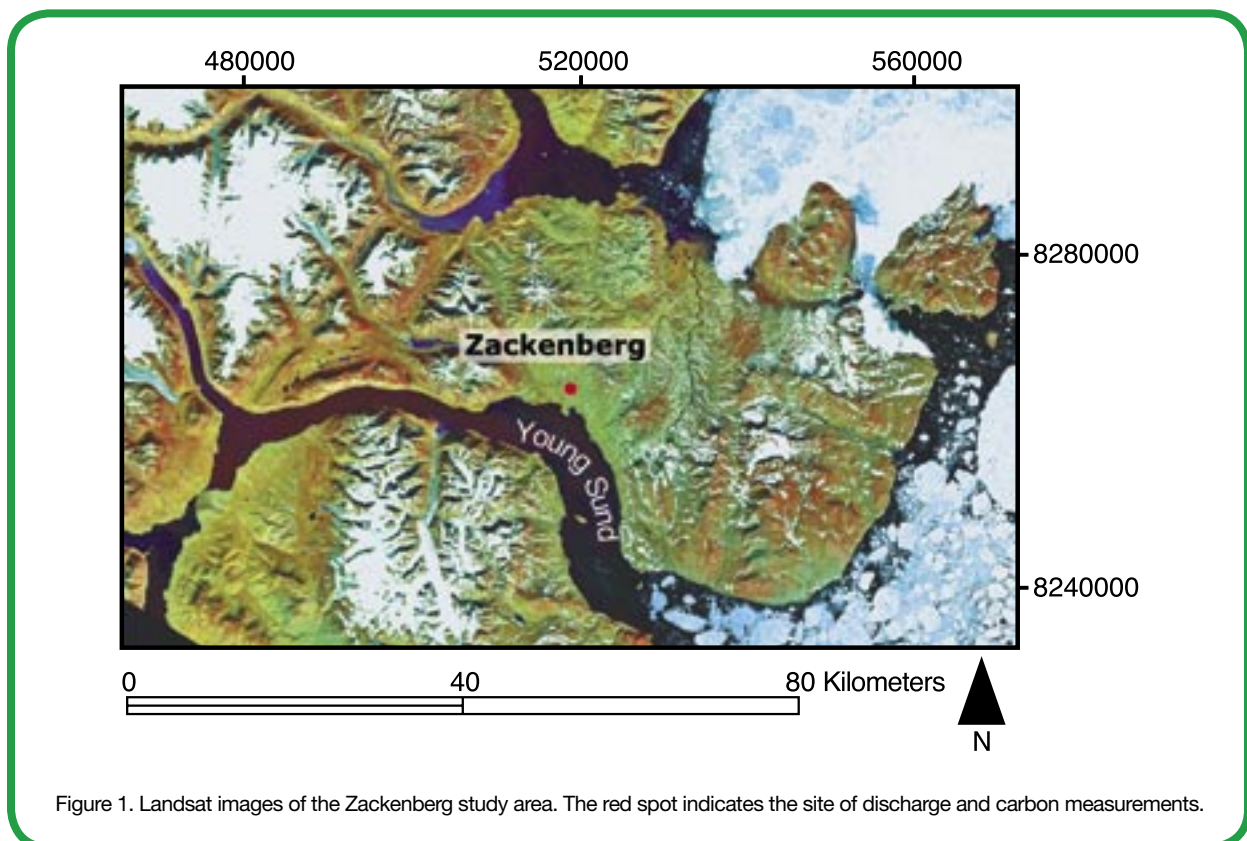 480000 520000 560000
8280000
Zackenberg
Young Sund
8240000
0 40 80 Kilometers
N
Figure 1. Landsat images of the Zackenberg study area. The red spot indicates the site of discharge and carbon measurements.